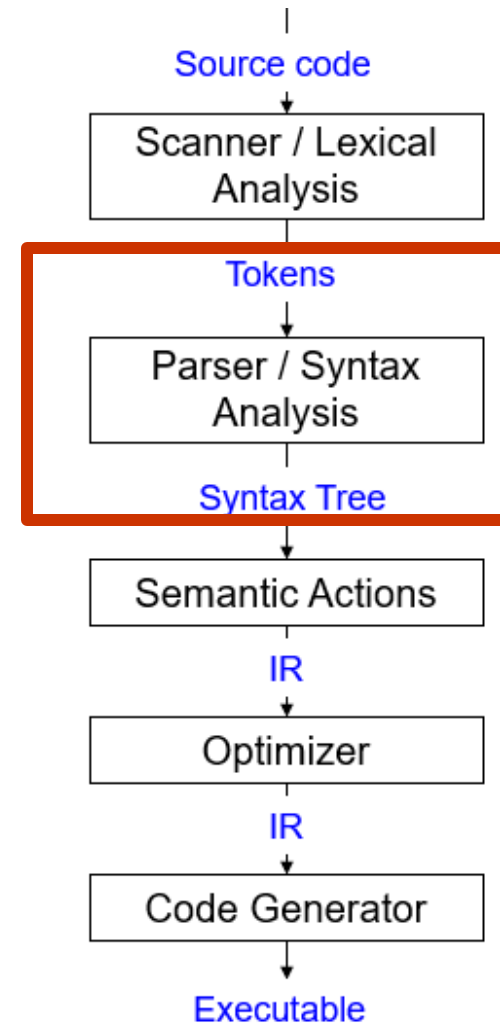 Source code
Scanner / Lexical
Analysis
Tokens
Parser / Syntax
Analysis
Syntax Tree
Semantic Actions
IR
Optimizer
IR
Code Generator
Executable